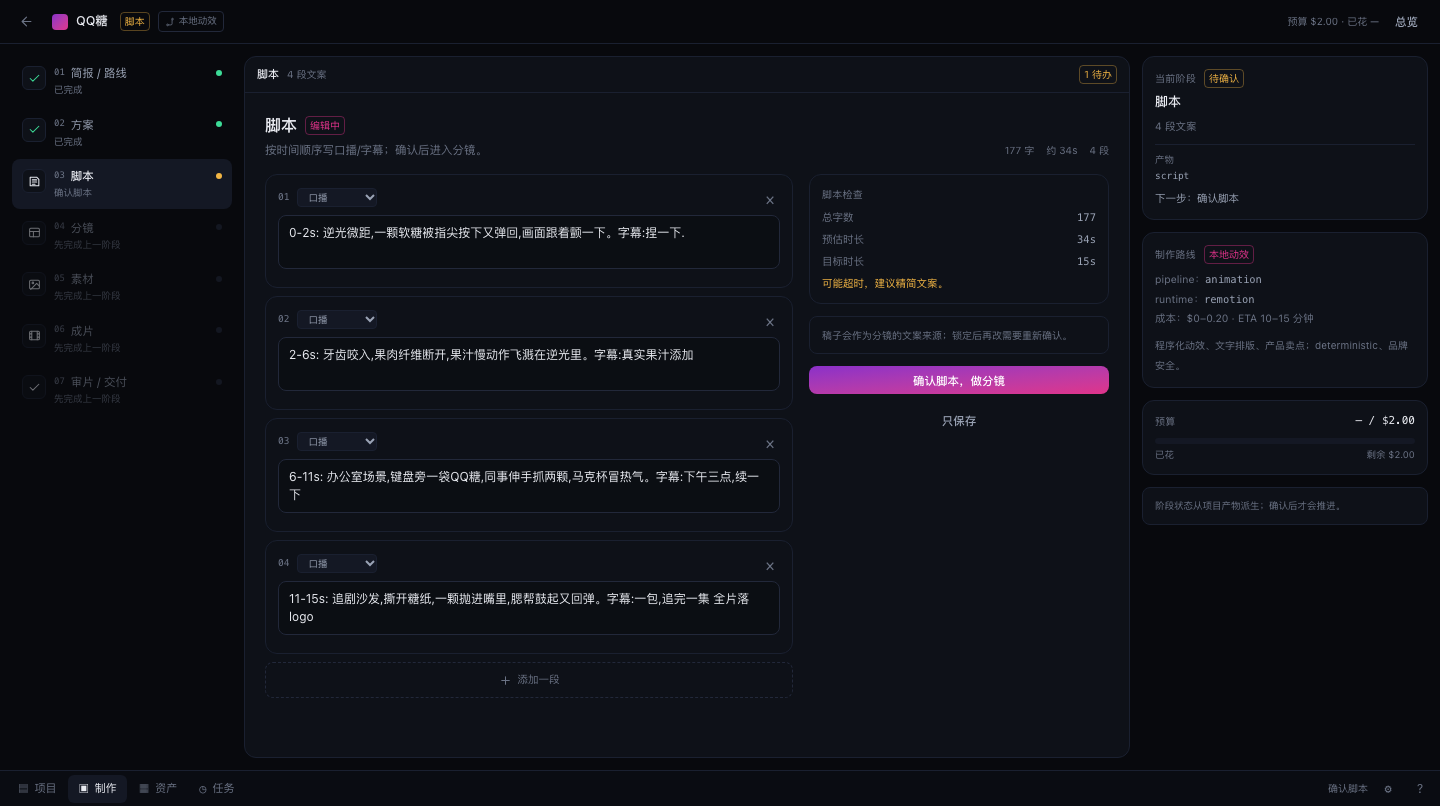 QQ糖 脚本 本地动效 预算 $2.00 · 已花 — 总览
01 简报 / 路线
已完成
02 方案
已完成
03 脚本
确认脚本
04 分镜
先完成上一阶段
05 素材
先完成上一阶段
06 成片
先完成上一阶段
07 审片 / 交付
先完成上一阶段
脚本 4 段文案 1 待办
脚本 编辑中
按时间顺序写口播/字幕；确认后进入分镜。 177 字 约 34s 4 段
01 口播
0-2s: 逆光微距,一颗软糖被指尖按下又弹回,画面跟着颤一下。字幕:捏一下.
02 口播
2-6s: 牙齿咬入,果肉纤维断开,果汁慢动作飞溅在逆光里。字幕:真实果汁添加
03 口播
6-11s: 办公室场景,键盘旁一袋QQ糖,同事伸手抓两颗,马克杯冒热气。字幕:下午三点,续一
下
04 口播
11-15s: 追剧沙发,撕开糖纸,一颗抛进嘴里,腮帮鼓起又回弹。字幕:一包,追完一集 全片落
logo
添加一段
脚本检查
总字数 177
预估时长 34s
目标时长 15s
可能超时，建议精简文案。
稿子会作为分镜的文案来源；锁定后再改需要重新确认。
确认脚本，做分镜
只保存
当前阶段 待确认
脚本
4 段文案
产物
script
下一步：确认脚本
制作路线 本地动效
pipeline：animation
runtime：remotion
成本：$0–0.20 · ETA 10–15 分钟
程序化动效、文字排版、产品卖点；deterministic、品牌
安全。
预算 — / $2.00
已花 剩余 $2.00
阶段状态从项目产物派生；确认后才会推进。
项目 制作 资产 任务 确认脚本 ?